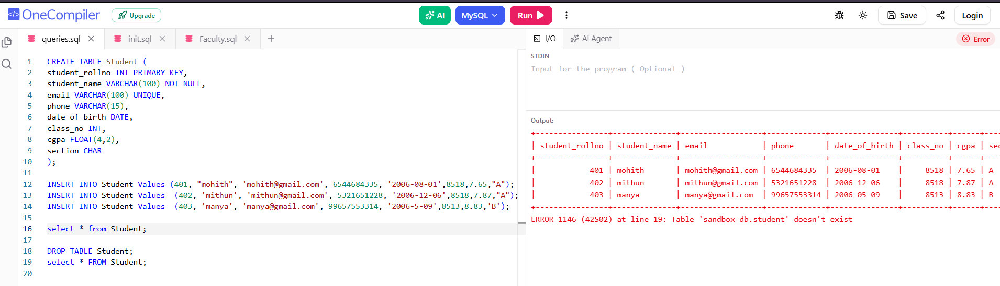 </> OneCompiler Upgrade AI MySQL Run Save Login
queries.sql init.sql Faculty.sql + I/O AI Agent Error
1 CREATE TABLE Student (
2 student_rollno INT PRIMARY KEY,
3 student_name VARCHAR(100) NOT NULL,
4 email VARCHAR(100) UNIQUE,
5 phone VARCHAR(15),
6 date_of_birth DATE,
7 class_no INT,
8 cgpa FLOAT(4,2),
9 section CHAR
10 );
11
12 INSERT INTO Student Values (401, "mohith", 'mohith@gmail.com', 6544684335, '2006-08-01',8518,7.65,"A");
13 INSERT INTO Student Values  (402, 'mithun', 'mithun@gmail.com', 5321651228, '2006-12-06',8518,7.87,"A");
14 INSERT INTO Student Values  (403, 'manya', 'manya@gmail.com', 99657553314, '2006-5-09',8513,8.83,'B');
15
16 select * from Student;
17
18 DROP TABLE Student;
19 select * FROM Student;
20
STDIN
Input for the program ( Optional )
Output:
+----------------+--------------+------------------+-------------+---------------+----------+------+----
| student_rollno | student_name | email            | phone       | date_of_birth | class_no | cgpa | sec
+----------------+--------------+------------------+-------------+---------------+----------+------+----
|            401 | mohith       | mohith@gmail.com | 6544684335  | 2006-08-01    |     8518 | 7.65 | A
|            402 | mithun       | mithun@gmail.com | 5321651228  | 2006-12-06    |     8518 | 7.87 | A
|            403 | manya        | manya@gmail.com  | 99657553314 | 2006-05-09    |     8513 | 8.83 | B
+----------------+--------------+------------------+-------------+---------------+----------+------+----
ERROR 1146 (42S02) at line 19: Table 'sandbox_db.student' doesn't exist